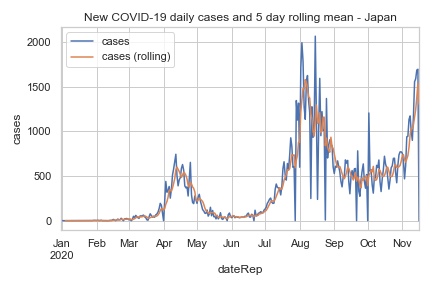 New COVID-19 daily cases and 5 day rolling mean - Japan
cases
cases (rolling)
cases
2000
1500
1000
500
0
Jan Feb Mar Apr May Jun Jul Aug Sep Oct Nov
2020
dateRep